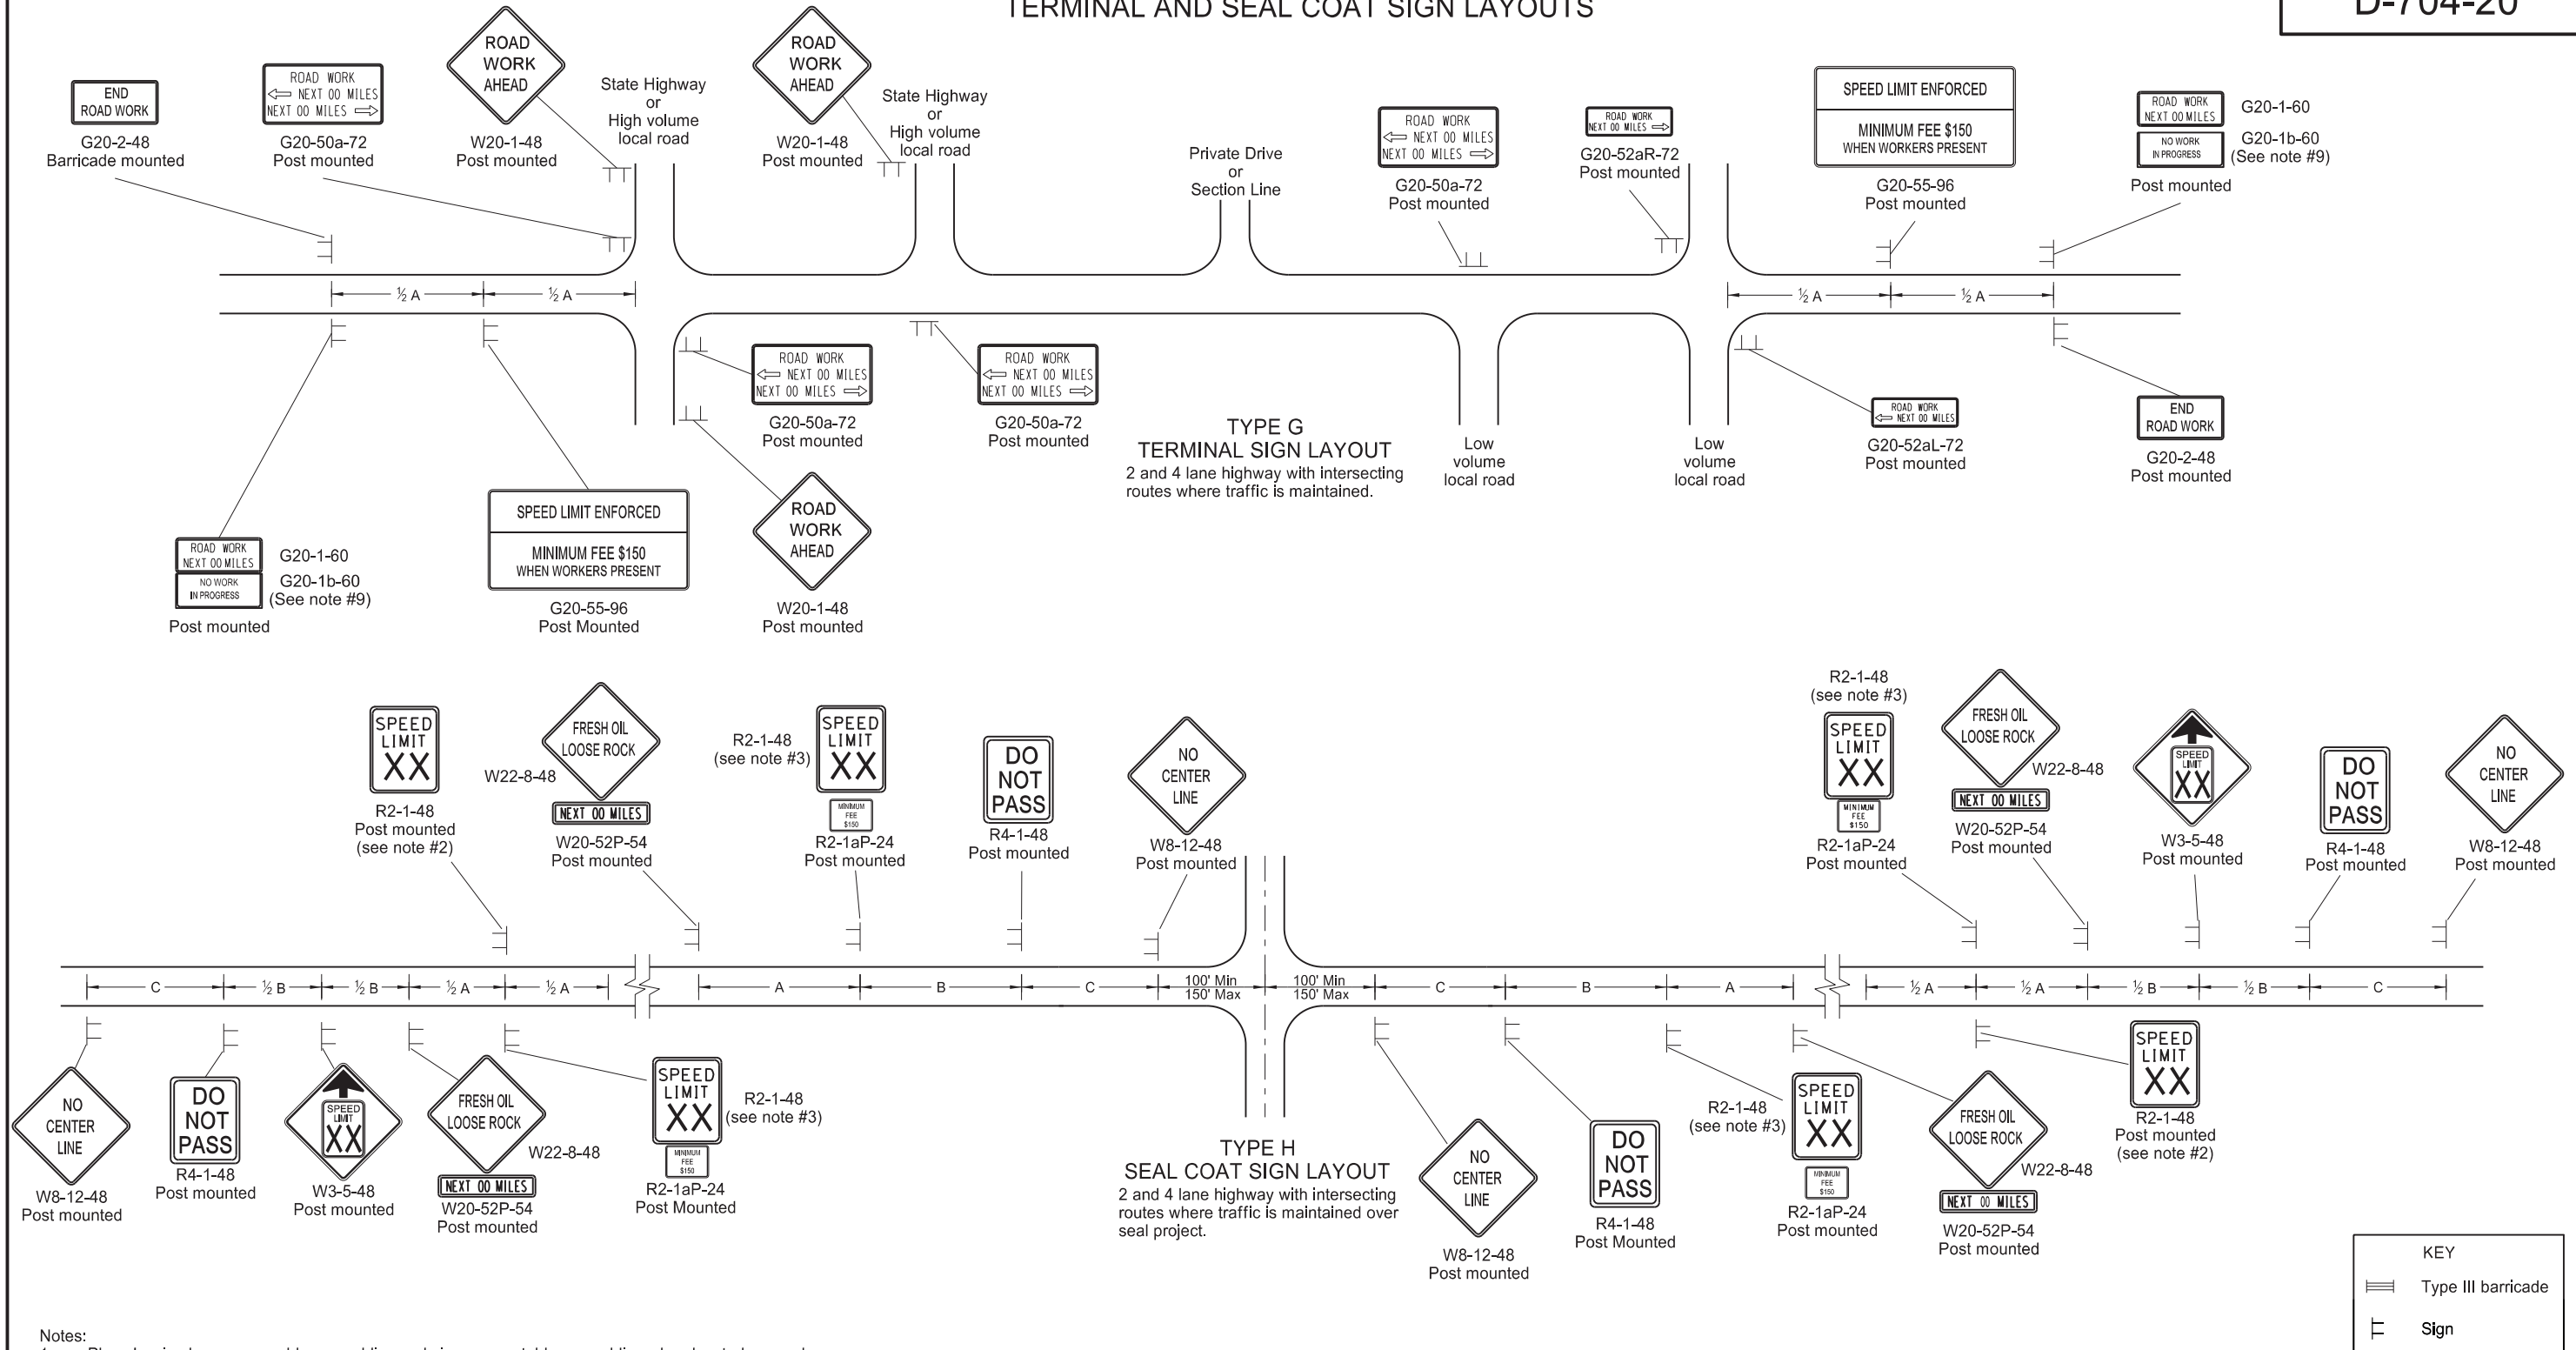 TERMINAL AND SEAL COAT SIGN LAYOUTS
D-704-20
END
ROAD WORK
G20-2-48
Barricade mounted
ROAD WORK
NEXT 00 MILES
NEXT 00 MILES
G20-50a-72
Post mounted
ROAD
WORK
AHEAD
W20-1-48
Post mounted
State Highway
or
High volume
local road
ROAD
WORK
AHEAD
W20-1-48
Post mounted
State Highway
or
High volume
local road
Private Drive
or
Section Line
ROAD WORK
NEXT 00 MILES
NEXT 00 MILES
G20-50a-72
Post mounted
ROAD WORK
NEXT 00 MILES
G20-52aR-72
Post mounted
SPEED LIMIT ENFORCED
MINIMUM FEE $150
WHEN WORKERS PRESENT
G20-55-96
Post mounted
ROAD WORK
NEXT 00 MILES
G20-1-60
NO WORK
IN PROGRESS
G20-1b-60
(See note #9)
Post mounted
½ A
½ A
½ A
½ A
ROAD WORK
NEXT 00 MILES
NEXT 00 MILES
G20-50a-72
Post mounted
ROAD WORK
NEXT 00 MILES
NEXT 00 MILES
G20-50a-72
Post mounted
TYPE G
TERMINAL SIGN LAYOUT
2 and 4 lane highway with intersecting
routes where traffic is maintained.
Low
volume
local road
Low
volume
local road
ROAD WORK
NEXT 00 MILES
G20-52aL-72
Post mounted
END
ROAD WORK
G20-2-48
Post mounted
ROAD WORK
NEXT 00 MILES
G20-1-60
NO WORK
IN PROGRESS
G20-1b-60
(See note #9)
Post mounted
SPEED LIMIT ENFORCED
MINIMUM FEE $150
WHEN WORKERS PRESENT
G20-55-96
Post Mounted
ROAD
WORK
AHEAD
W20-1-48
Post mounted
SPEED
LIMIT
XX
R2-1-48
Post mounted
(see note #2)
FRESH OIL
LOOSE ROCK
W22-8-48
NEXT 00 MILES
W20-52P-54
Post mounted
R2-1-48
(see note #3)
SPEED
LIMIT
XX
MINIMUM
FEE
$150
R2-1aP-24
Post mounted
DO
NOT
PASS
R4-1-48
Post mounted
NO
CENTER
LINE
W8-12-48
Post mounted
R2-1-48
(see note #3)
SPEED
LIMIT
XX
MINIMUM
FEE
$150
R2-1aP-24
Post mounted
FRESH OIL
LOOSE ROCK
W22-8-48
NEXT 00 MILES
W20-52P-54
Post mounted
SPEED
LIMIT
XX
W3-5-48
Post mounted
DO
NOT
PASS
R4-1-48
Post mounted
NO
CENTER
LINE
W8-12-48
Post mounted
C
½ B
½ B
½ A
½ A
A
B
C
100' Min
150' Max
100' Min
150' Max
C
B
A
½ A
½ A
½ B
½ B
C
NO
CENTER
LINE
W8-12-48
Post mounted
DO
NOT
PASS
R4-1-48
Post mounted
SPEED
LIMIT
XX
W3-5-48
Post mounted
FRESH OIL
LOOSE ROCK
W22-8-48
NEXT 00 MILES
W20-52P-54
Post mounted
SPEED
LIMIT
XX
R2-1-48
(see note #3)
MINIMUM
FEE
$150
R2-1aP-24
Post Mounted
TYPE H
SEAL COAT SIGN LAYOUT
2 and 4 lane highway with intersecting
routes where traffic is maintained over
seal project.
NO
CENTER
LINE
W8-12-48
Post mounted
DO
NOT
PASS
R4-1-48
Post Mounted
R2-1-48
(see note #3)
SPEED
LIMIT
XX
MINIMUM
FEE
$150
R2-1aP-24
Post mounted
FRESH OIL
LOOSE ROCK
W22-8-48
NEXT 00 MILES
W20-52P-54
Post mounted
SPEED
LIMIT
XX
R2-1-48
Post mounted
(see note #2)
KEY
Type III barricade
Sign
Notes: